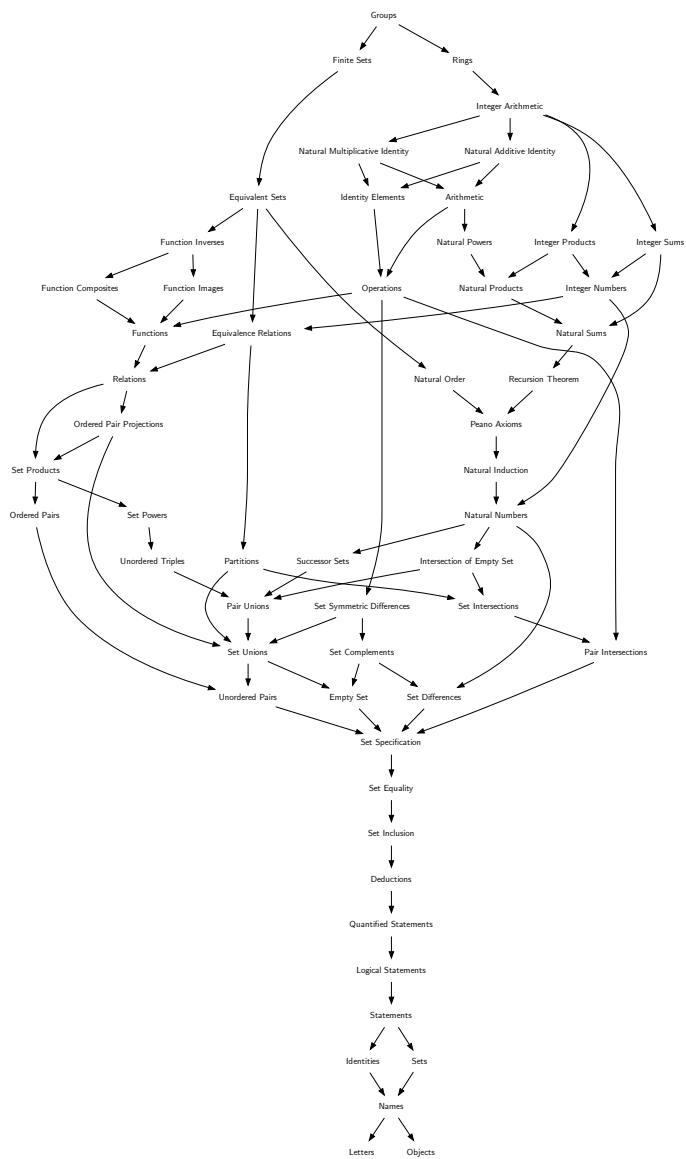 Groups
Finite Sets
Rings
Integer Arithmetic
Natural Multiplicative Identity
Natural Additive Identity
Equivalent Sets
Identity Elements
Arithmetic
Function Inverses
Natural Powers
Integer Products
Integer Sums
Function Composites
Function Images
Operations
Natural Products
Integer Numbers
Functions
Equivalence Relations
Natural Sums
Relations
Natural Order
Recursion Theorem
Ordered Pair Projections
Peano Axioms
Set Products
Natural Induction
Ordered Pairs
Set Powers
Natural Numbers
Unordered Triples
Partitions
Successor Sets
Intersection of Empty Set
Pair Unions
Set Symmetric Differences
Set Intersections
Set Unions
Set Complements
Pair Intersections
Unordered Pairs
Empty Set
Set Differences
Set Specification
Set Equality
Set Inclusion
Deductions
Quantified Statements
Logical Statements
Statements
Identities
Sets
Names
Letters
Objects